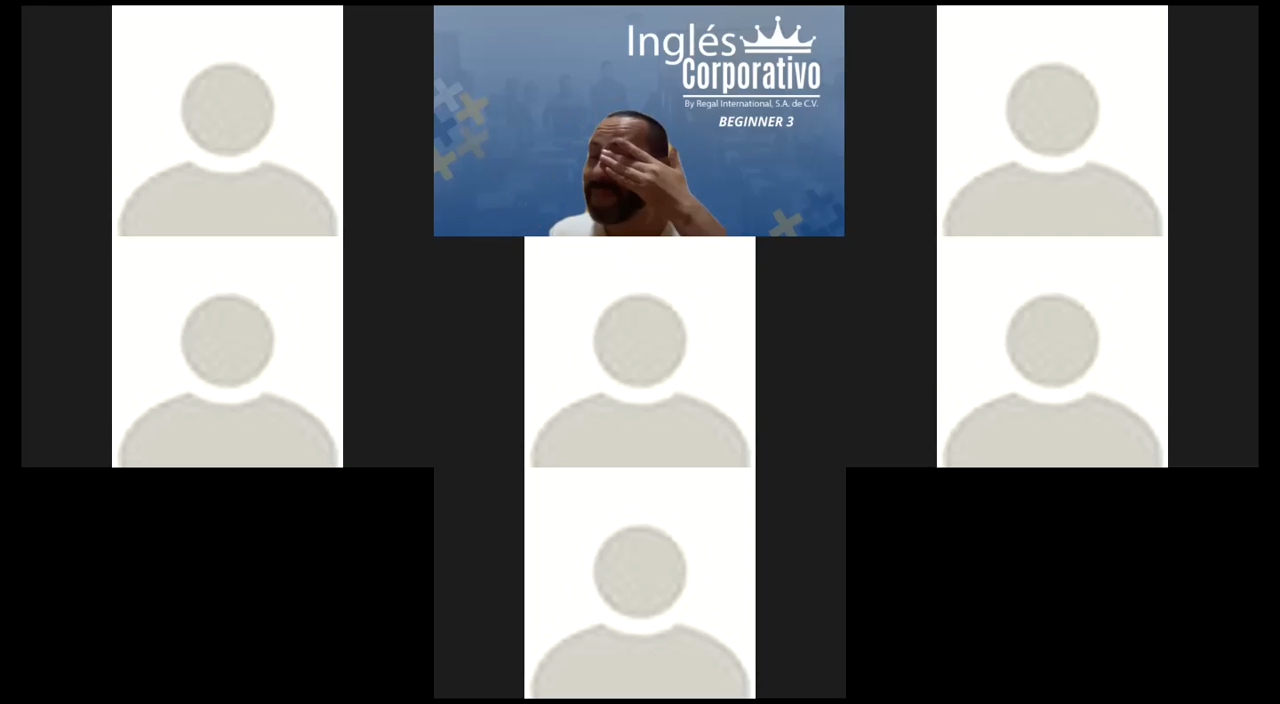 Inglés
Corporativo
By Regal International, S.A. de C.V.
BEGINNER 3